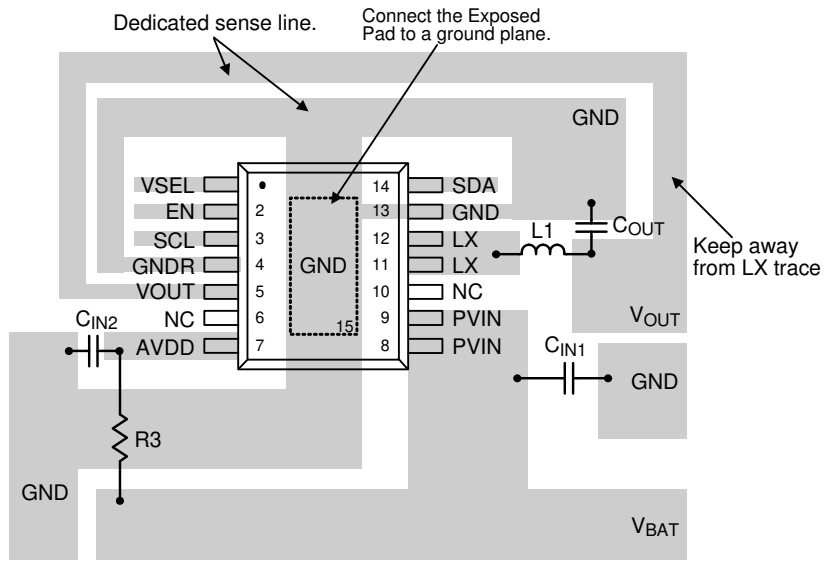 Dedicated sense line.
Connect the Exposed
Pad to a ground plane.
GND
VSEL
14
SDA
EN
2
13
GND
SCL
3
12
LX
L1
COUT
GNDR
4
GND
11
LX
Keep away
from LX trace
VOUT
5
10
NC
CIN2
NC
6
15
9
PVIN
VOUT
AVDD
7
8
PVIN
CIN1
GND
R3
GND
VBAT